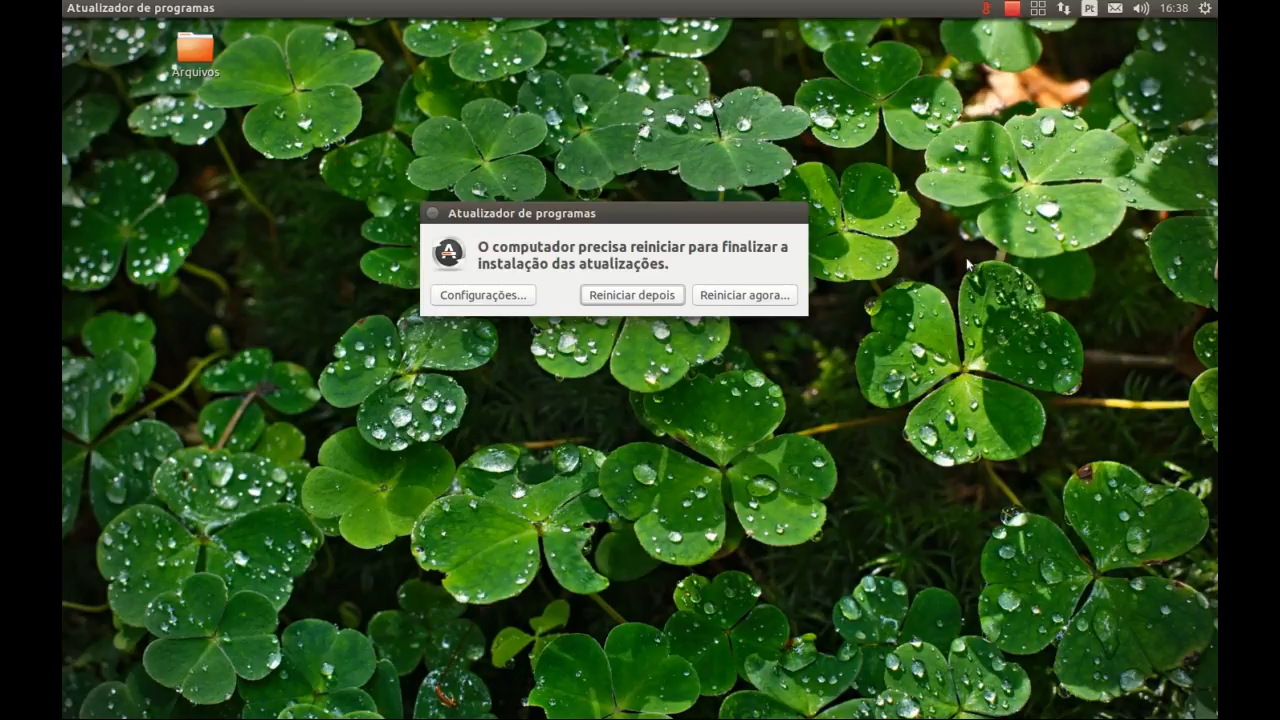 Atualizador de programas
Pt
16:38
Arquivos
Atualizador de programas
O computador precisa reiniciar para finalizar a
instalação das atualizações.
Configurações...
Reiniciar depois
Reiniciar agora...